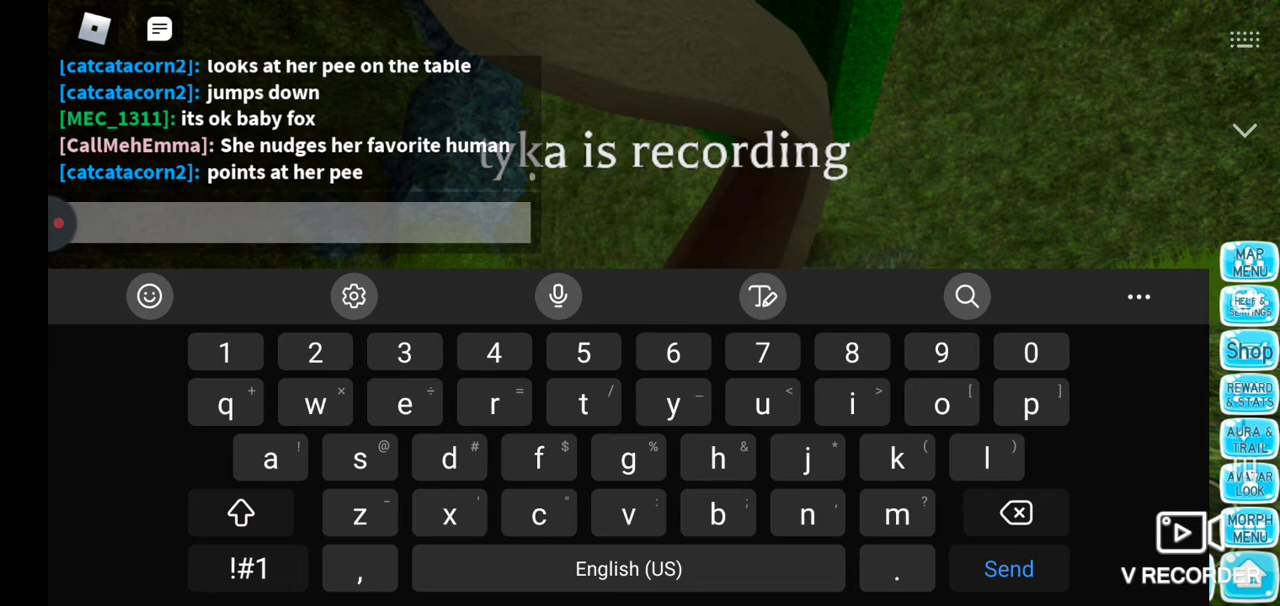 [catcatacorn2]: looks at her pee on the table
[catcatacorn2]: jumps down
[MEC_1311]: its ok baby fox
[CallMehEmma]: She nudges her favorite human
[catcatacorn2]: points at her pee
tyka is recording
MAP
MENU
HELP &
SETTINGS
Shop
REWARD
& STATS
AURA &
TRAIL
AVATAR
LOOK
MORPH
MENU
1 2 3 4 5 6 7 8 9 0
+ × ÷ = / _ < > [ ]
q w e r t y u i o p
! @ # $ % & * ( )
a s d f g h j k l
- ' " : ; , ?
z x c v b n m
!#1 , English (US) . Send
V RECORDER